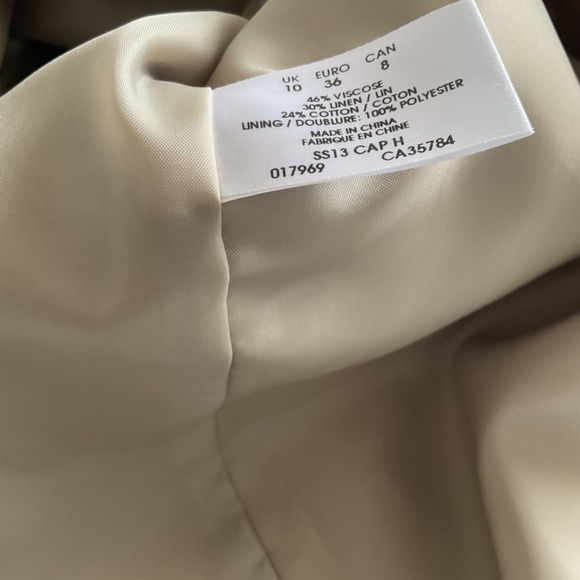 UK EURO CAN
10 36 8
46% VISCOSE
30% LINEN / LIN
24% COTTON / COTON
LINING / DOUBLURE: 100% POLYESTER
MADE IN CHINA
FABRIQUE EN CHINE
SS13 CAP H
017969 CA35784